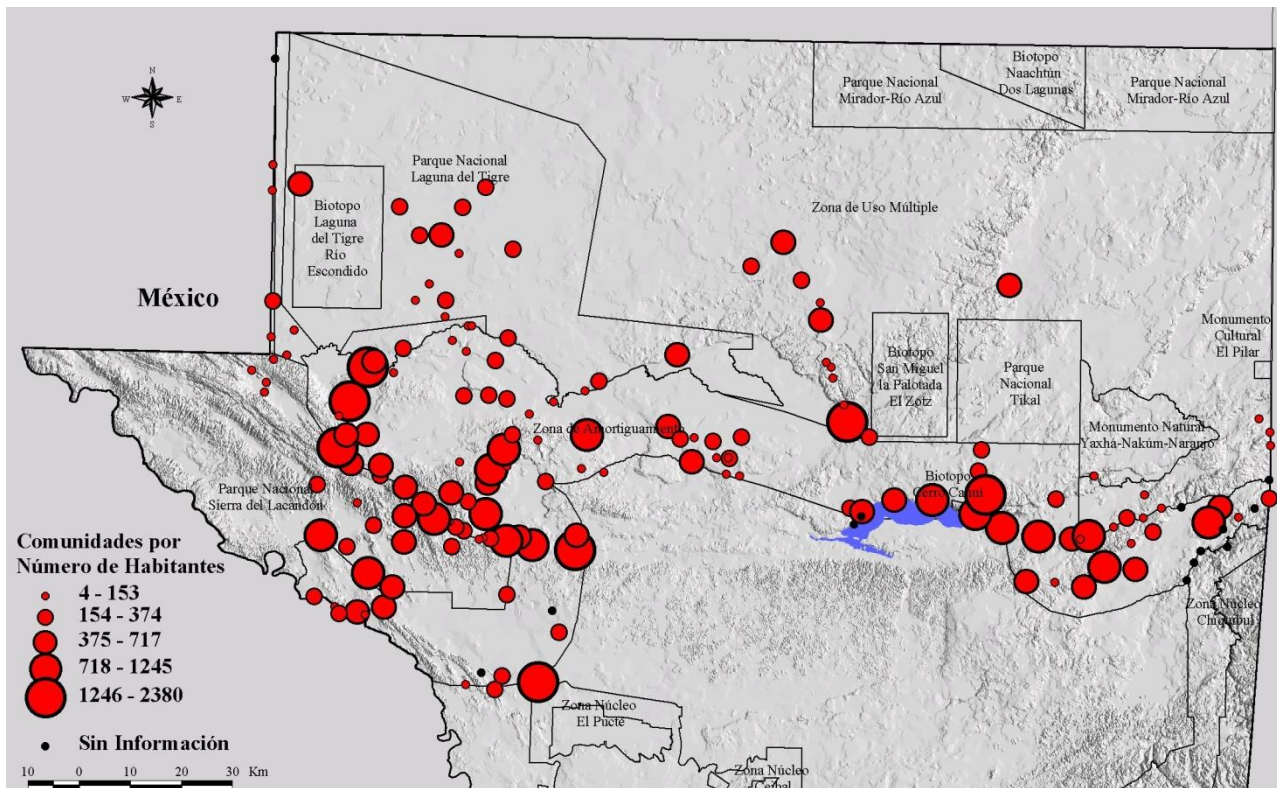 N
W E
S
Biotopo
Naachtún
Dos Lagunas
Parque Nacional
Mirador-Río Azul
Parque Nacional
Mirador-Río Azul
Parque Nacional
Laguna del Tigre
Biotopo
Laguna
del Tigre
Río
Escondido
Zona de Uso Múltiple
México
Monumento
Cultural
El Pilar
Biotopo
San Miguel
la Palotada
El Zotz
Parque
Nacional
Tikal
Zona de Amortiguamiento
Monumento Natural
Yaxhá-Nakúm-Naranjo
Parque Nacional
Sierra del Lacandón
Biotopo
Cerro Cahuí
Comunidades por
Número de Habitantes
4 - 153
154 - 374
375 - 717
718 - 1245
1246 - 2380
Sin Información
Zona Núcleo
Chiquibul
Zona Núcleo
El Pucté
Zona Núcleo
Ceibal
10 0 10 20 30 Km